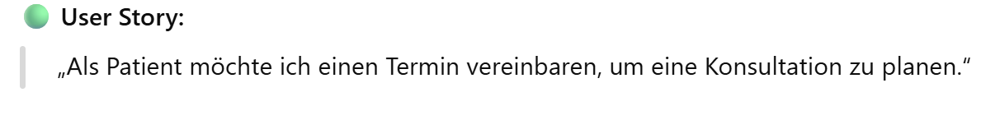 User Story:
„Als Patient möchte ich einen Termin vereinbaren, um eine Konsultation zu planen.“